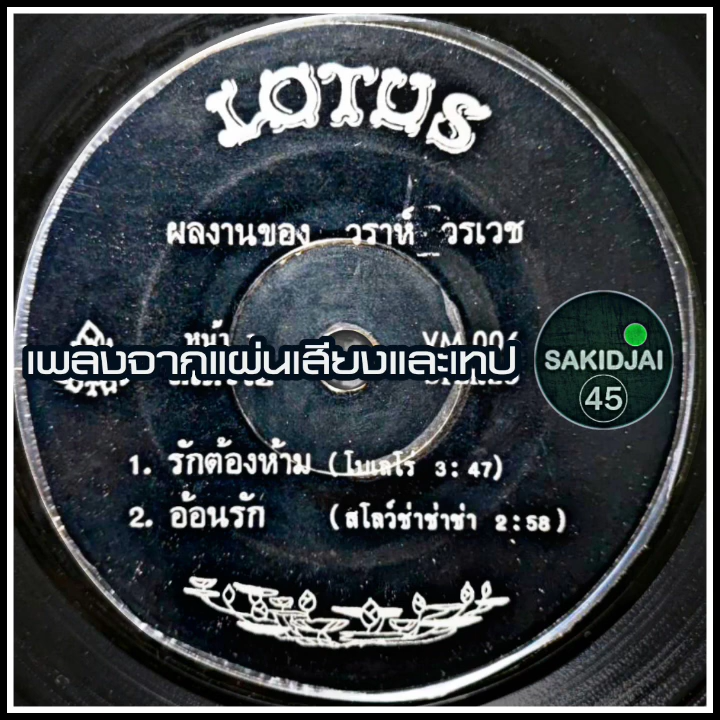 LOTUS
ผลงานของ วราห์ วรเวช
หน้า
เพลงจากแผ่นเสียงและเทป
SAKIDJAI
45
1. รักต้องห้าม (โบเลโร่ 3:47)
2. อ้อนรัก (สโลว์ช่าช่าช่า 2:58)